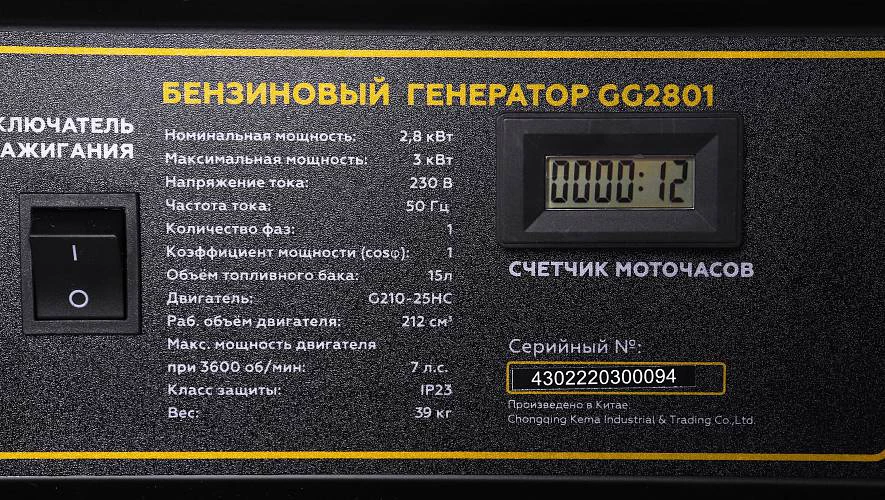 БЕНЗИНОВЫЙ ГЕНЕРАТОР GG2801
КЛЮЧАТЕЛЬ
АЖИГАНИЯ
I
O
Номинальная мощность: 2,8 кВт
Максимальная мощность: 3 кВт
Напряжение тока: 230 В
Частота тока: 50 Гц
Количество фаз: 1
Коэффициент мощности (cosφ): 1
Объём топливного бака: 15л
Двигатель: G210-25HC
Раб. объём двигателя: 212 см³
Макс. мощность двигателя
при 3600 об/мин: 7 л.с.
Класс защиты: IP23
Вес: 39 кг
0000:12
СЧЕТЧИК МОТОЧАСОВ
Серийный №:
4302220300094
Произведено в Китае:
Chongqing Kema Industrial & Trading Co.,Ltd.